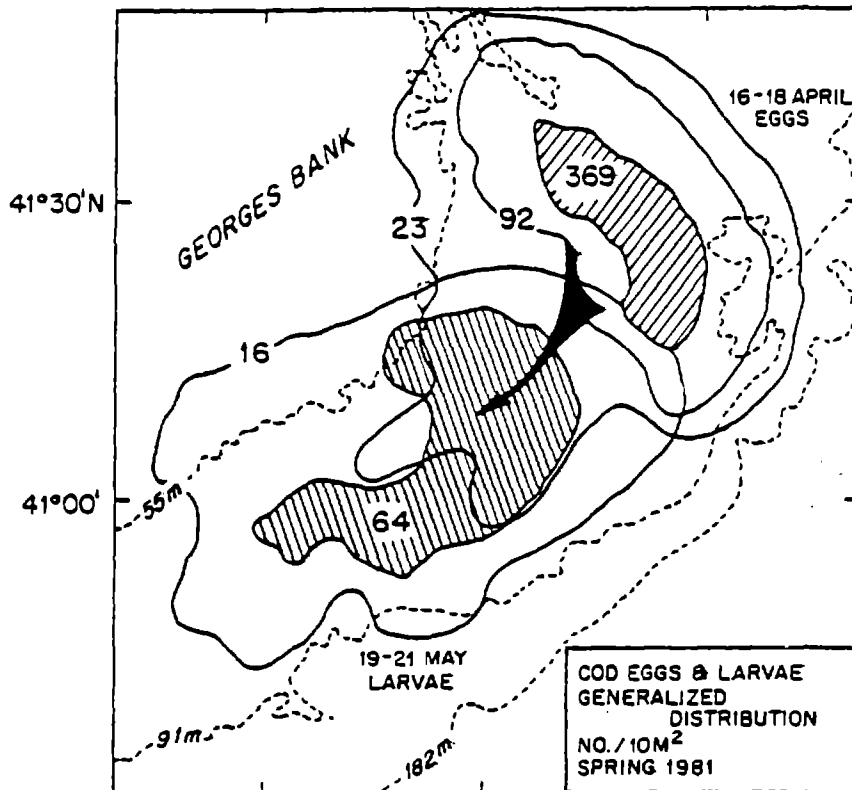 16-18 APRIL
EGGS
GEORGES BANK
369
41°30'N
23
92
16
41°00'
55m
64
19-21 MAY
LARVAE
91m
182m
COD EGGS & LARVAE
GENERALIZED
DISTRIBUTION
NO./10M²
SPRING 1981